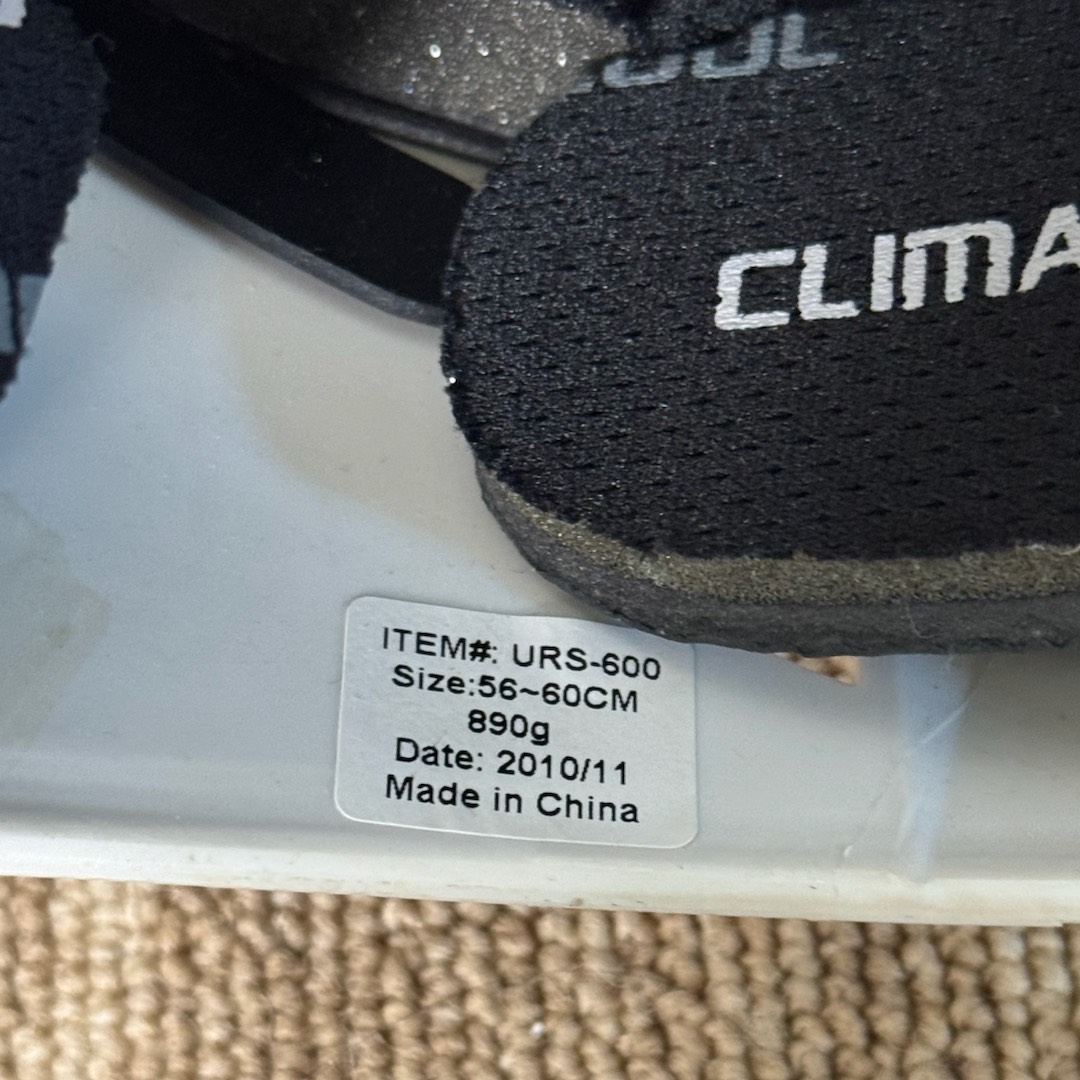 CLIMA
ITEM#: URS-600
Size:56~60CM
890g
Date: 2010/11
Made in China